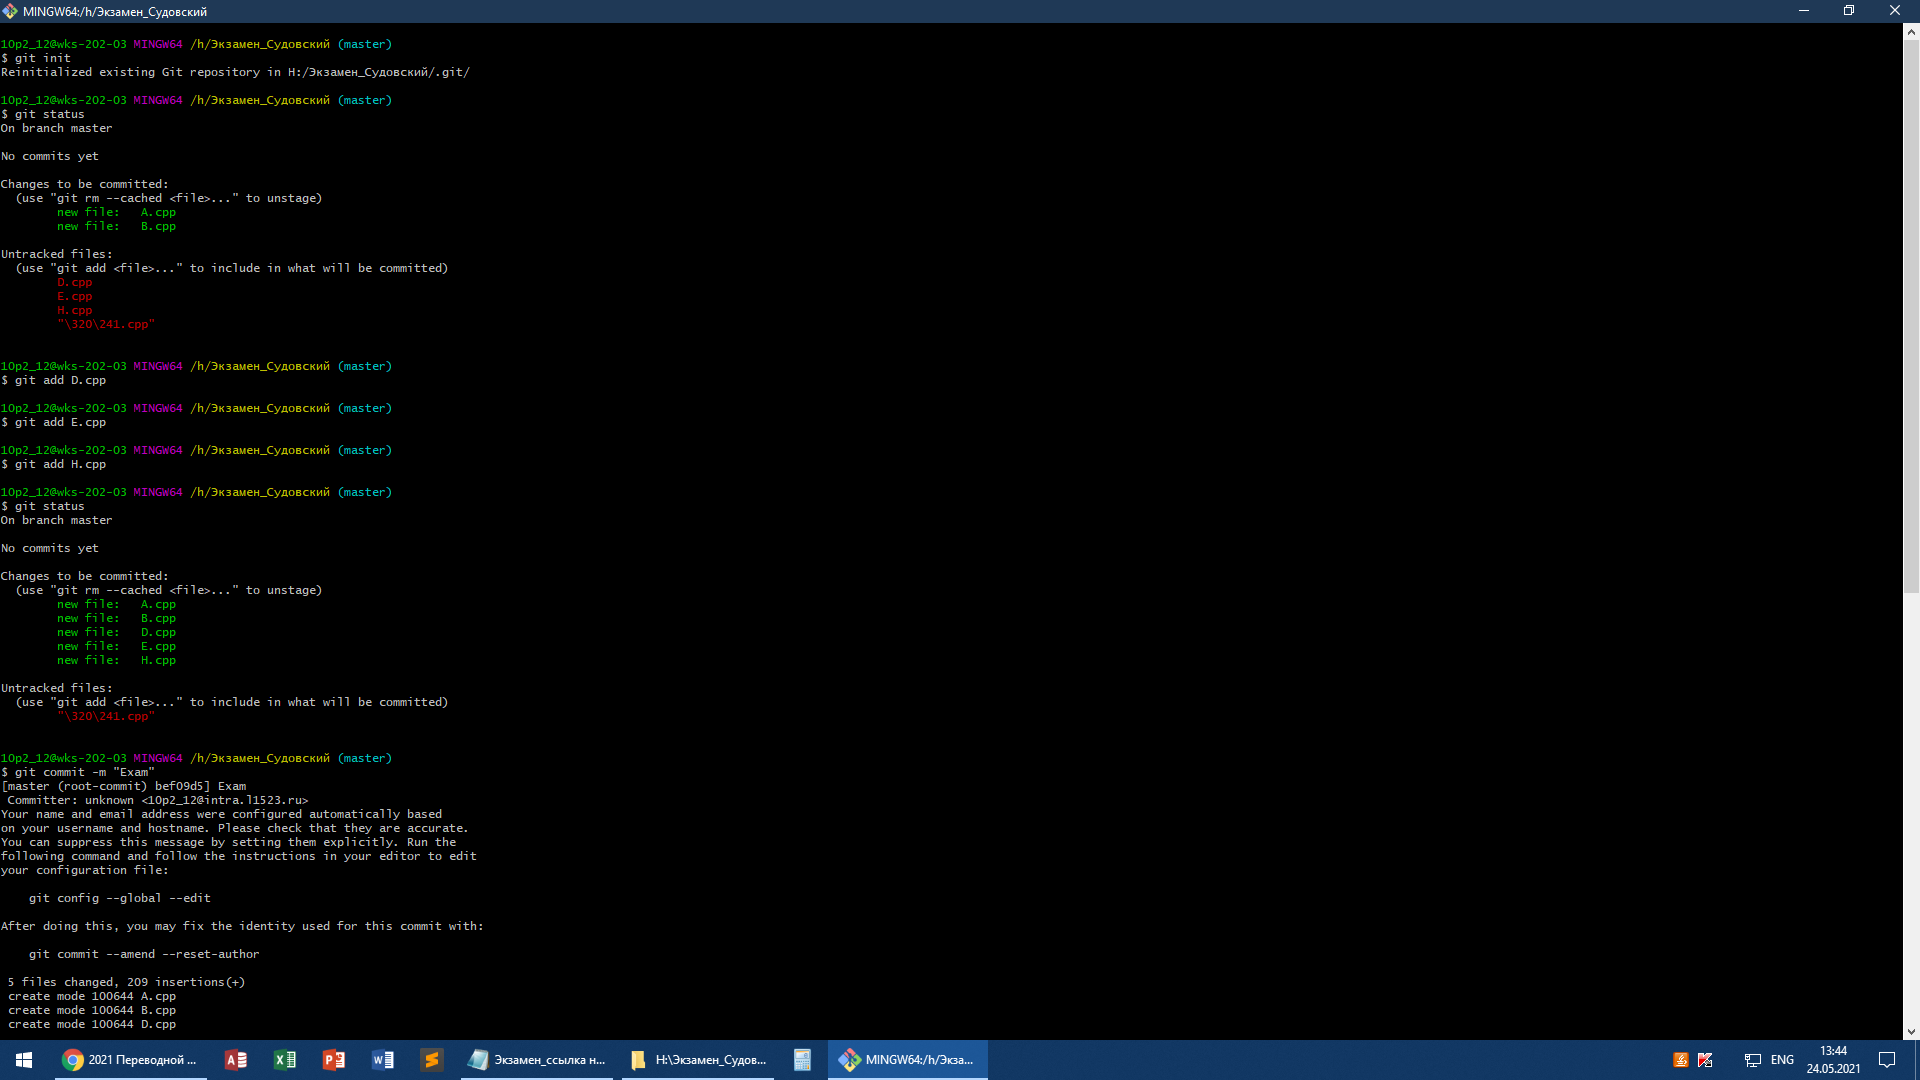 MINGW64:/h/Экзамен_Судовский
10p2_12@wks-202-03 MINGW64 /h/Экзамен_Судовский (master)
$ git init
Reinitialized existing Git repository in H:/Экзамен_Судовский/.git/
10p2_12@wks-202-03 MINGW64 /h/Экзамен_Судовский (master)
$ git status
On branch master
No commits yet
Changes to be committed:
(use "git rm --cached <file>..." to unstage)
new file:   A.cpp
new file:   B.cpp
Untracked files:
(use "git add <file>..." to include in what will be committed)
D.cpp
E.cpp
H.cpp
"\320\241.cpp"
10p2_12@wks-202-03 MINGW64 /h/Экзамен_Судовский (master)
$ git add D.cpp
10p2_12@wks-202-03 MINGW64 /h/Экзамен_Судовский (master)
$ git add E.cpp
10p2_12@wks-202-03 MINGW64 /h/Экзамен_Судовский (master)
$ git add H.cpp
10p2_12@wks-202-03 MINGW64 /h/Экзамен_Судовский (master)
$ git status
On branch master
No commits yet
Changes to be committed:
(use "git rm --cached <file>..." to unstage)
new file:   A.cpp
new file:   B.cpp
new file:   D.cpp
new file:   E.cpp
new file:   H.cpp
Untracked files:
(use "git add <file>..." to include in what will be committed)
"\320\241.cpp"
10p2_12@wks-202-03 MINGW64 /h/Экзамен_Судовский (master)
$ git commit -m "Exam"
[master (root-commit) bef09d5] Exam
Committer: unknown <10p2_12@intra.l1523.ru>
Your name and email address were configured automatically based
on your username and hostname. Please check that they are accurate.
You can suppress this message by setting them explicitly. Run the
following command and follow the instructions in your editor to edit
your configuration file:
git config --global --edit
After doing this, you may fix the identity used for this commit with:
git commit --amend --reset-author
5 files changed, 209 insertions(+)
create mode 100644 A.cpp
create mode 100644 B.cpp
create mode 100644 D.cpp
2021 Переводной ...
Экзамен_ссылка н...
H:\Экзамен_Судов...
MINGW64:/h/Экза...
ENG
13:44
24.05.2021